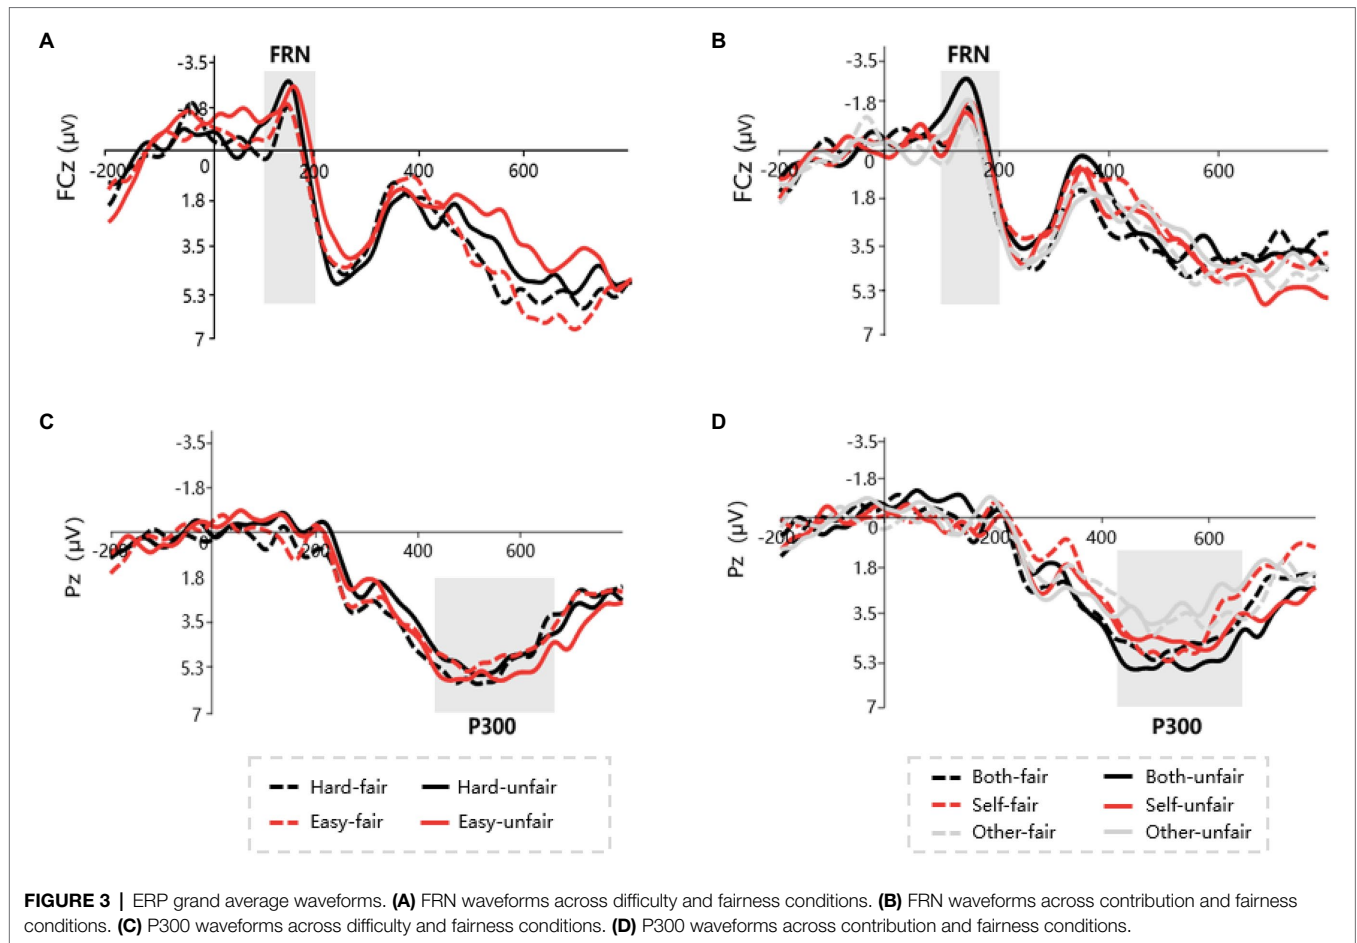 A
FRN
-3.5
-1.8
FCz (μV)
-200
0
200
400
600
1.8
3.5
5.3
7
B
FRN
-3.5
-1.8
FCz (μV)
-200
0
200
400
600
1.8
3.5
5.3
7
C
-3.5
-1.8
Pz (μV)
-200
0
200
400
600
1.8
3.5
5.3
7
P300
D
-3.5
-1.8
Pz (μV)
-200
0
200
400
600
1.8
3.5
5.3
7
P300
Hard-fair Hard-unfair
Easy-fair Easy-unfair
Both-fair Both-unfair
Self-fair Self-unfair
Other-fair Other-unfair
FIGURE 3 | ERP grand average waveforms. (A) FRN waveforms across difficulty and fairness conditions. (B) FRN waveforms across contribution and fairness
conditions. (C) P300 waveforms across difficulty and fairness conditions. (D) P300 waveforms across contribution and fairness conditions.